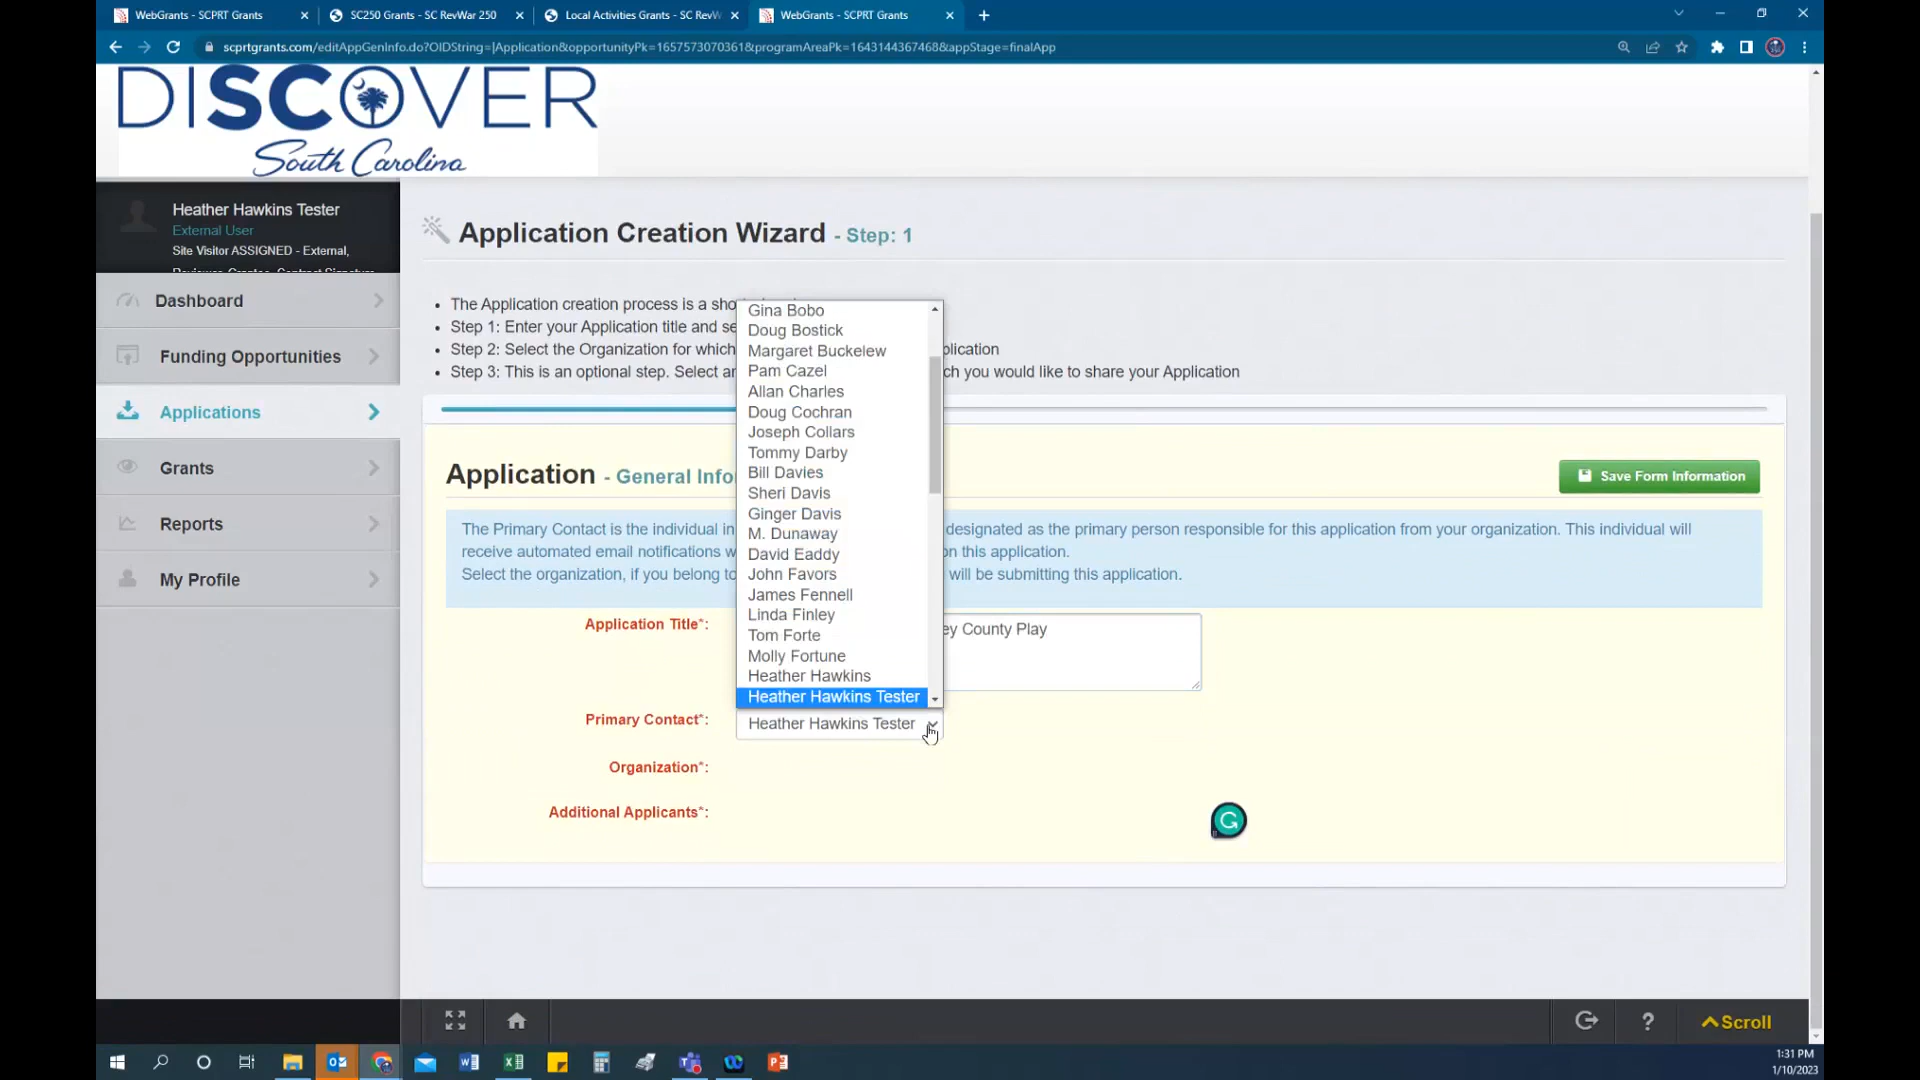 WebGrants - SCPRT Grants
SC250 Grants - SC RevWar 250
Local Activities Grants - SC RevW
WebGrants - SCPRT Grants
scprtgrants.com/editAppGenInfo.do?OIDString=|Application&opportunityPk=1657573070361&programAreaPk=1643144367468&appStage=finalApp
DISCOVER
South Carolina
Heather Hawkins Tester
External User
Site Visitor ASSIGNED - External,
Reviewer, Grantee, Contract Signature
Dashboard
Funding Opportunities
Applications
Grants
Reports
My Profile
Application Creation Wizard - Step: 1
• The Application creation process is a sho
• Step 1: Enter your Application title and se
• Step 2: Select the Organization for which plication
• Step 3: This is an optional step. Select an ch you would like to share your Application
Application - General Info
Save Form Information
The Primary Contact is the individual in designated as the primary person responsible for this application from your organization. This individual will
receive automated email notifications w on this application.
Select the organization, if you belong to will be submitting this application.
Application Title*:
ey County Play
Gina Bobo
Doug Bostick
Margaret Buckelew
Pam Cazel
Allan Charles
Doug Cochran
Joseph Collars
Tommy Darby
Bill Davies
Sheri Davis
Ginger Davis
M. Dunaway
David Eaddy
John Favors
James Fennell
Linda Finley
Tom Forte
Molly Fortune
Heather Hawkins
Heather Hawkins Tester
Primary Contact*:
Heather Hawkins Tester
Organization*:
Additional Applicants*:
Scroll
1:31 PM
1/10/2023